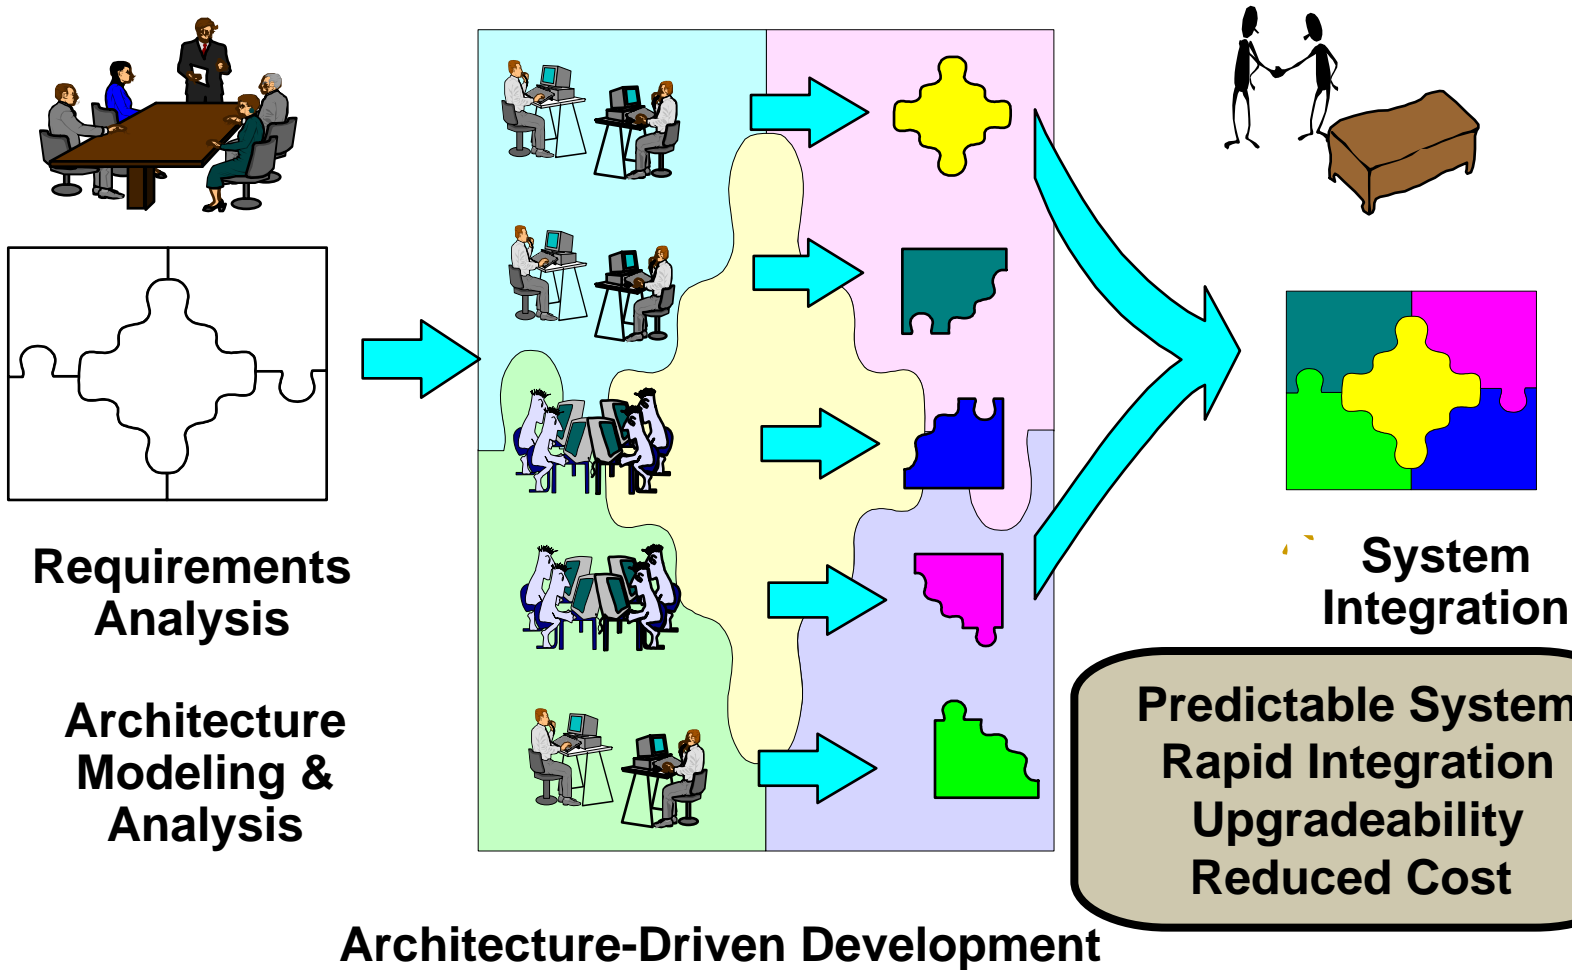 Requirements
Analysis
Architecture
Modeling &
Analysis
System
Integration
Predictable System
Rapid Integration
Upgradeability
Reduced Cost
Architecture-Driven Development